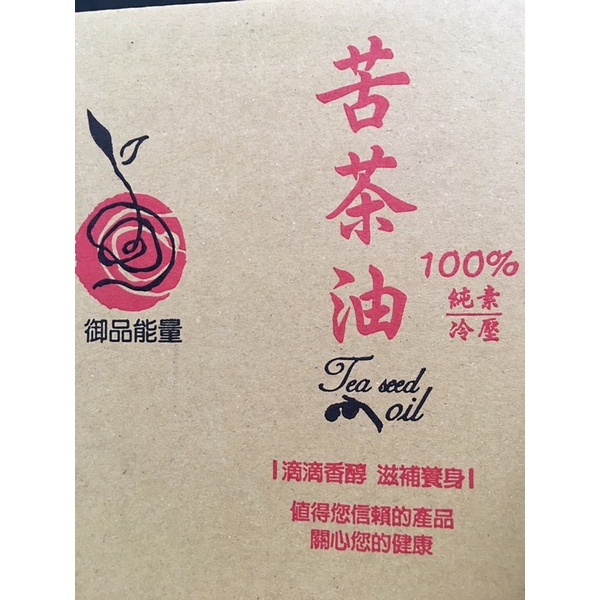 苦茶油
100%
純素
冷壓
御品能量
Tea seed
oil
滴滴香醇 滋補養身
值得您信賴的產品
關心您的健康